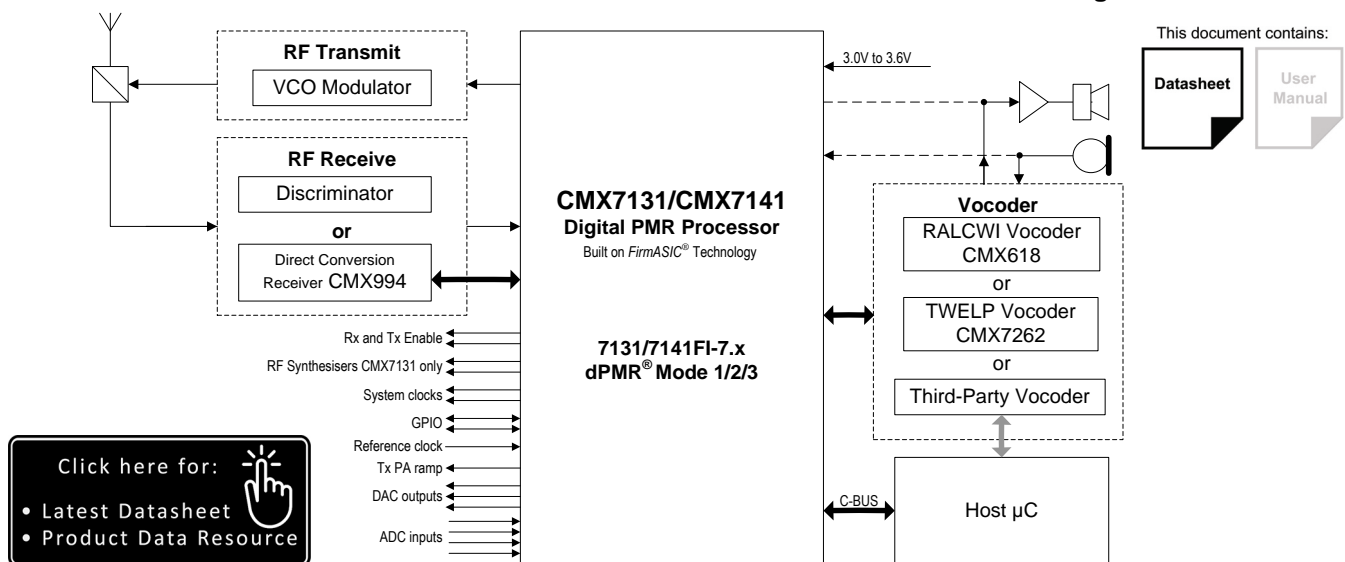 RF Transmit
VCO Modulator
RF Receive
Discriminator
or
Direct Conversion
Receiver CMX994
Rx and Tx Enable
RF Synthesisers CMX7131 only
System clocks
GPIO
Reference clock
Tx PA ramp
DAC outputs
ADC inputs
Click here for:
• Latest Datasheet
• Product Data Resource
CMX7131/CMX7141
Digital PMR Processor
Built on FirmASIC® Technology
7131/7141FI-7.x
dPMR® Mode 1/2/3
3.0V to 3.6V
Vocoder
RALCWI Vocoder
CMX618
or
TWELP Vocoder
CMX7262
or
Third-Party Vocoder
C-BUS
Host µC
This document contains:
Datasheet
User
Manual